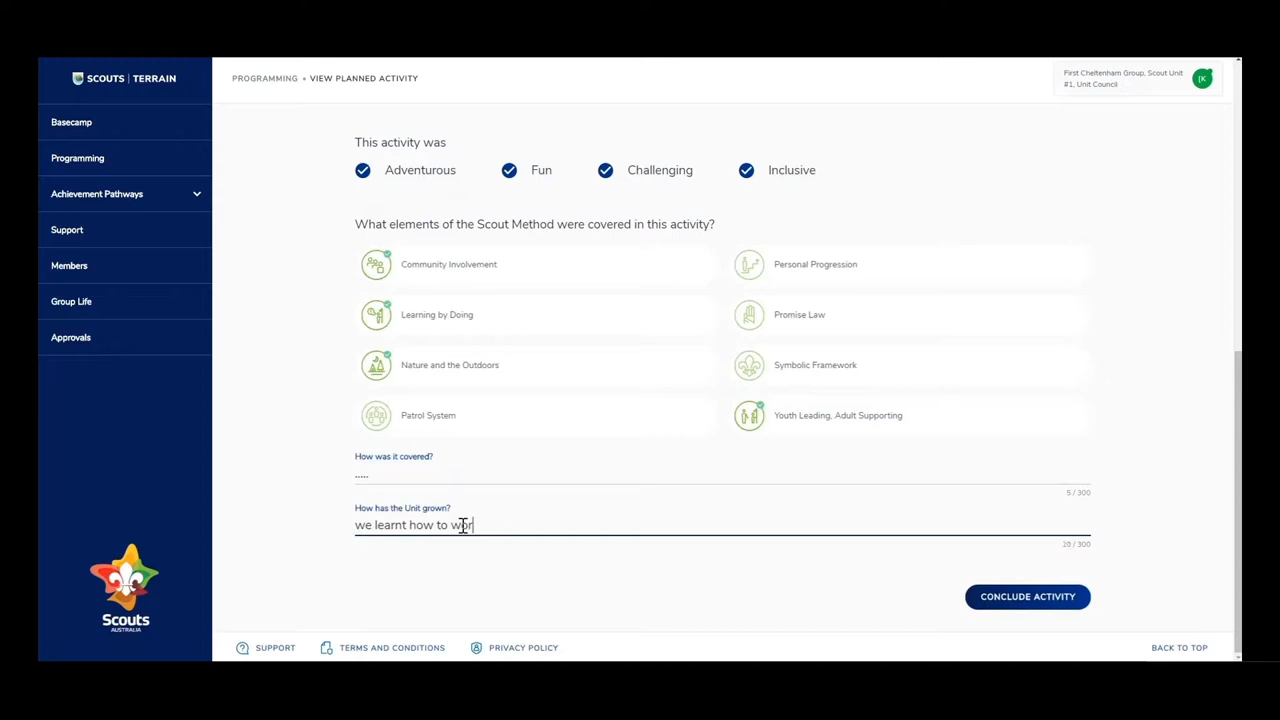 SCOUTS | TERRAIN
PROGRAMMING • VIEW PLANNED ACTIVITY
First Cheltenham Group, Scout Unit
#1, Unit Council
[K
Basecamp
Programming
Achievement Pathways
Support
Members
Group Life
Approvals
Scouts
AUSTRALIA
This activity was
Adventurous
Fun
Challenging
Inclusive
What elements of the Scout Method were covered in this activity?
Community Involvement
Personal Progression
Learning by Doing
Promise Law
Nature and the Outdoors
Symbolic Framework
Patrol System
Youth Leading, Adult Supporting
How was it covered?
.....
5 / 300
How has the Unit grown?
we learnt how to wor
20 / 300
CONCLUDE ACTIVITY
SUPPORT
TERMS AND CONDITIONS
PRIVACY POLICY
BACK TO TOP